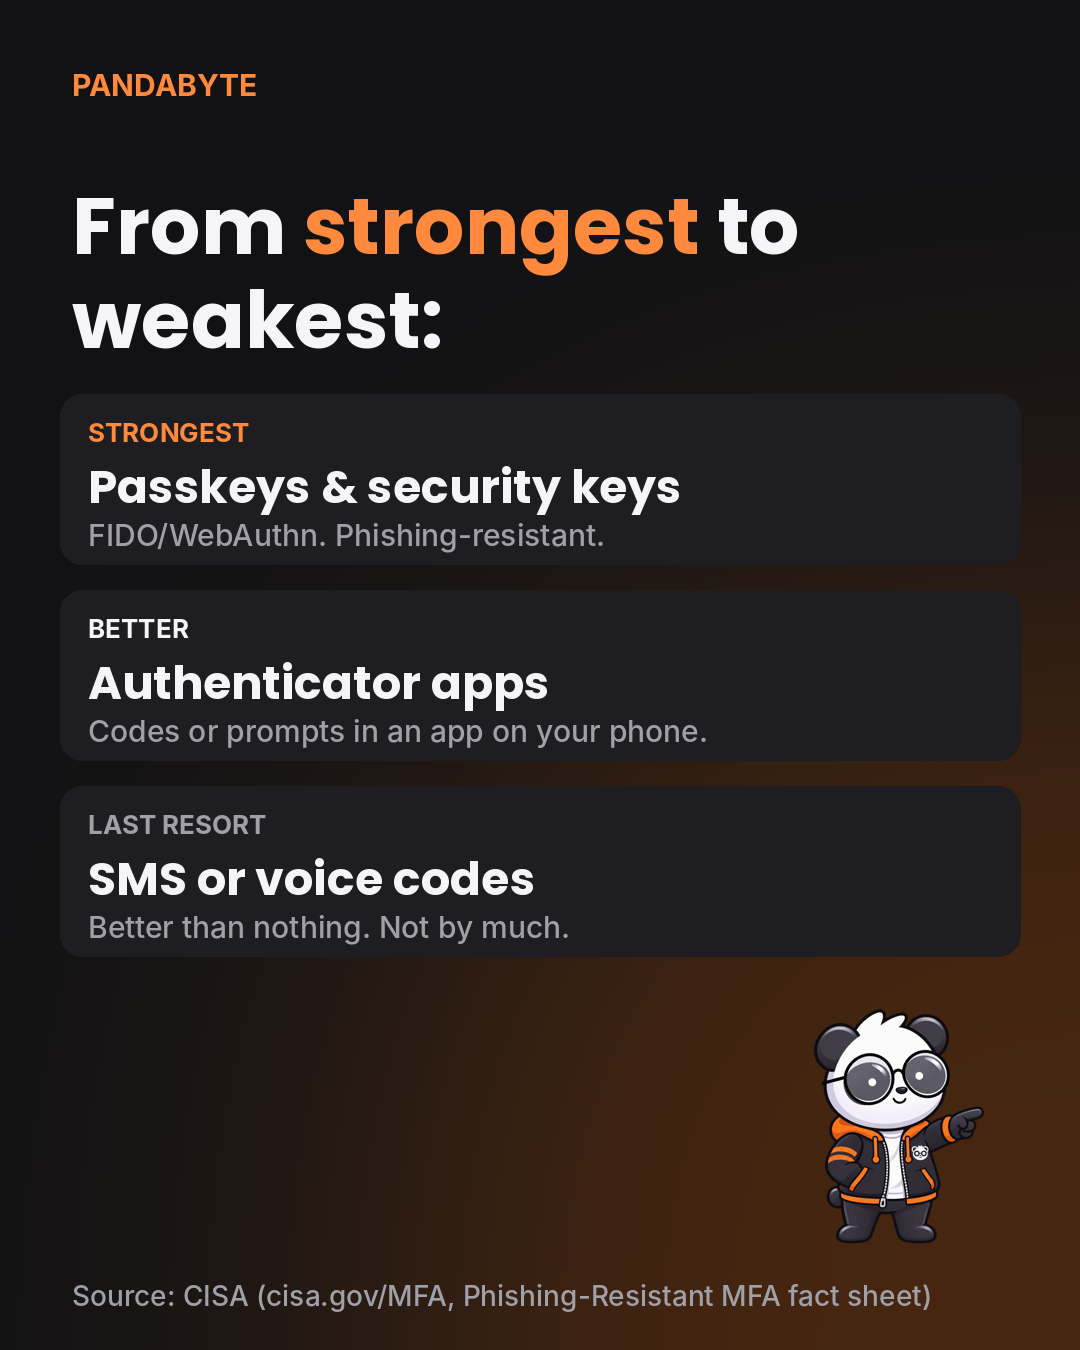 PANDABYTE
From strongest to
weakest:
STRONGEST
Passkeys & security keys
FIDO/WebAuthn. Phishing-resistant.
BETTER
Authenticator apps
Codes or prompts in an app on your phone.
LAST RESORT
SMS or voice codes
Better than nothing. Not by much.
Source: CISA (cisa.gov/MFA, Phishing-Resistant MFA fact sheet)